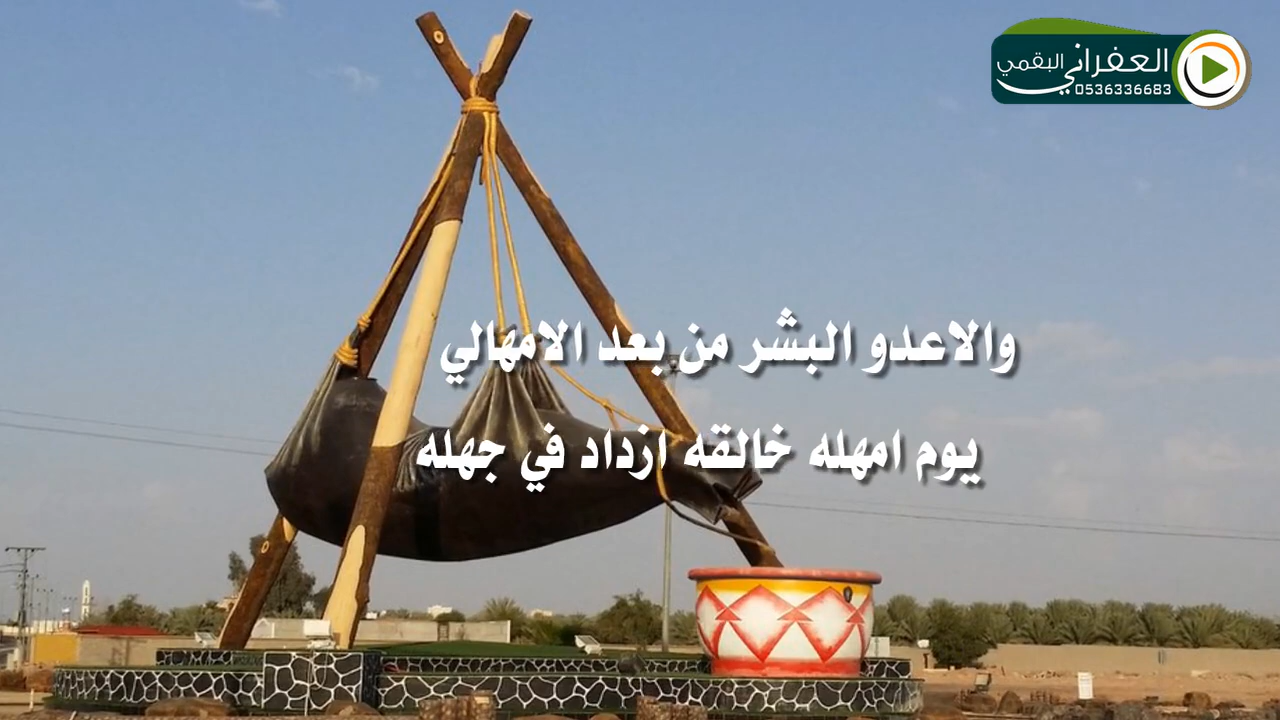 العفراني البقمي
0536336683
والاعدو البشر من بعد الامهالي
يوم امهله خالقه ازداد في جهله